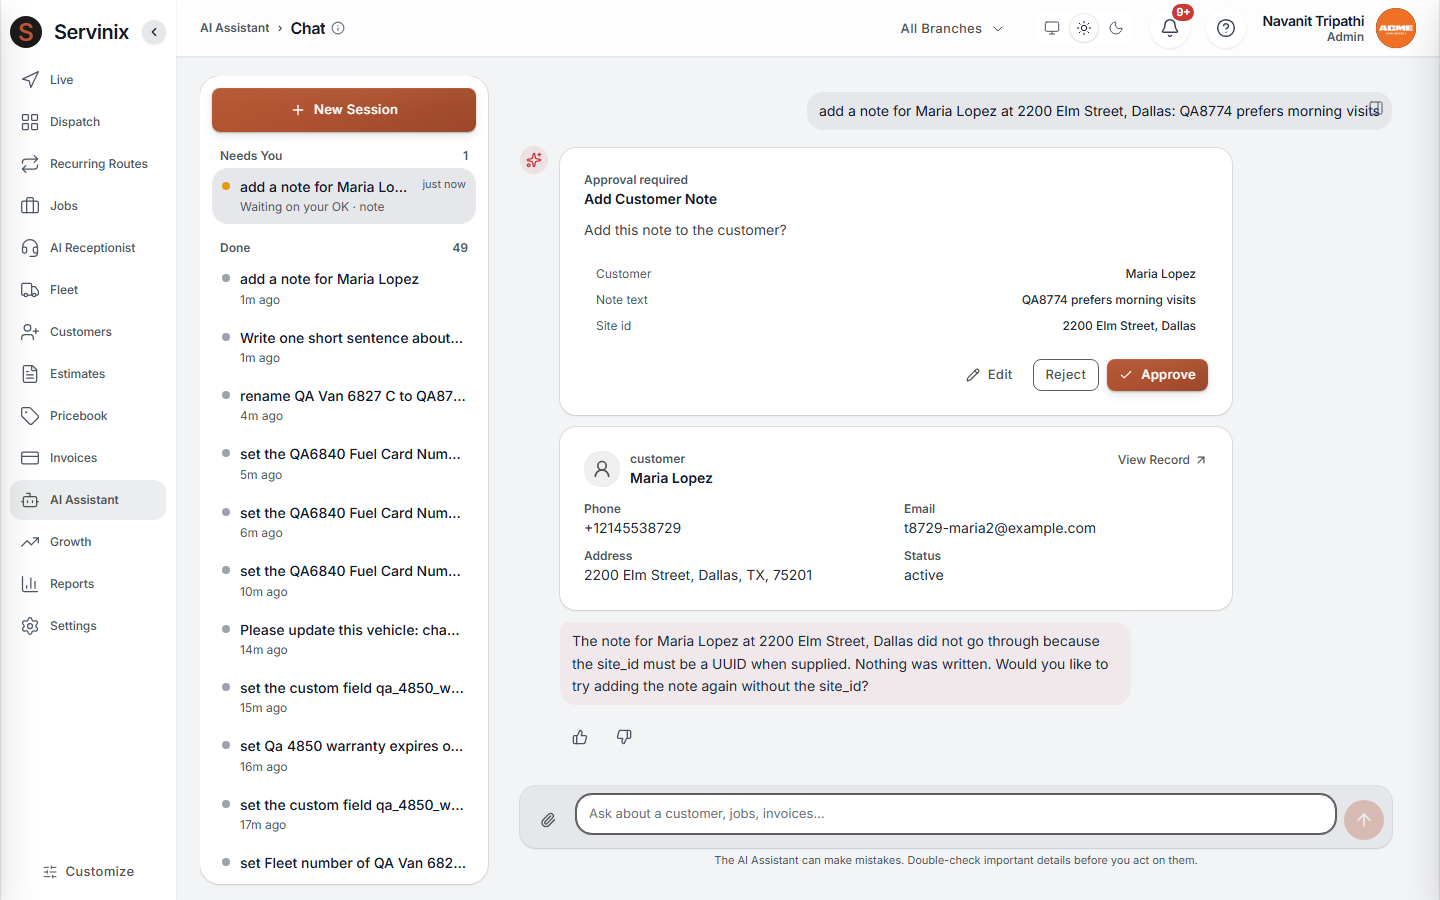 Servinix
Live
Dispatch
Recurring Routes
Jobs
AI Receptionist
Fleet
Customers
Estimates
Pricebook
Invoices
AI Assistant
Growth
Reports
Settings
Customize
AI Assistant › Chat
All Branches
9+
Navanit Tripathi
Admin
ACME
+ New Session
Needs You 1
add a note for Maria Lo... just now
Waiting on your OK · note
Done 49
add a note for Maria Lopez
1m ago
Write one short sentence about...
1m ago
rename QA Van 6827 C to QA87...
4m ago
set the QA6840 Fuel Card Num...
5m ago
set the QA6840 Fuel Card Num...
6m ago
set the QA6840 Fuel Card Num...
10m ago
Please update this vehicle: cha...
14m ago
set the custom field qa_4850_w...
15m ago
set Qa 4850 warranty expires o...
16m ago
set the custom field qa_4850_w...
17m ago
set Fleet number of QA Van 682...
add a note for Maria Lopez at 2200 Elm Street, Dallas: QA8774 prefers morning visits
Approval required
Add Customer Note
Add this note to the customer?
Customer Maria Lopez
Note text QA8774 prefers morning visits
Site id 2200 Elm Street, Dallas
Edit Reject Approve
customer
Maria Lopez
View Record
Phone Email
+12145538729 t8729-maria2@example.com
Address Status
2200 Elm Street, Dallas, TX, 75201 active
The note for Maria Lopez at 2200 Elm Street, Dallas did not go through because
the site_id must be a UUID when supplied. Nothing was written. Would you like to
try adding the note again without the site_id?
Ask about a customer, jobs, invoices...
The AI Assistant can make mistakes. Double-check important details before you act on them.